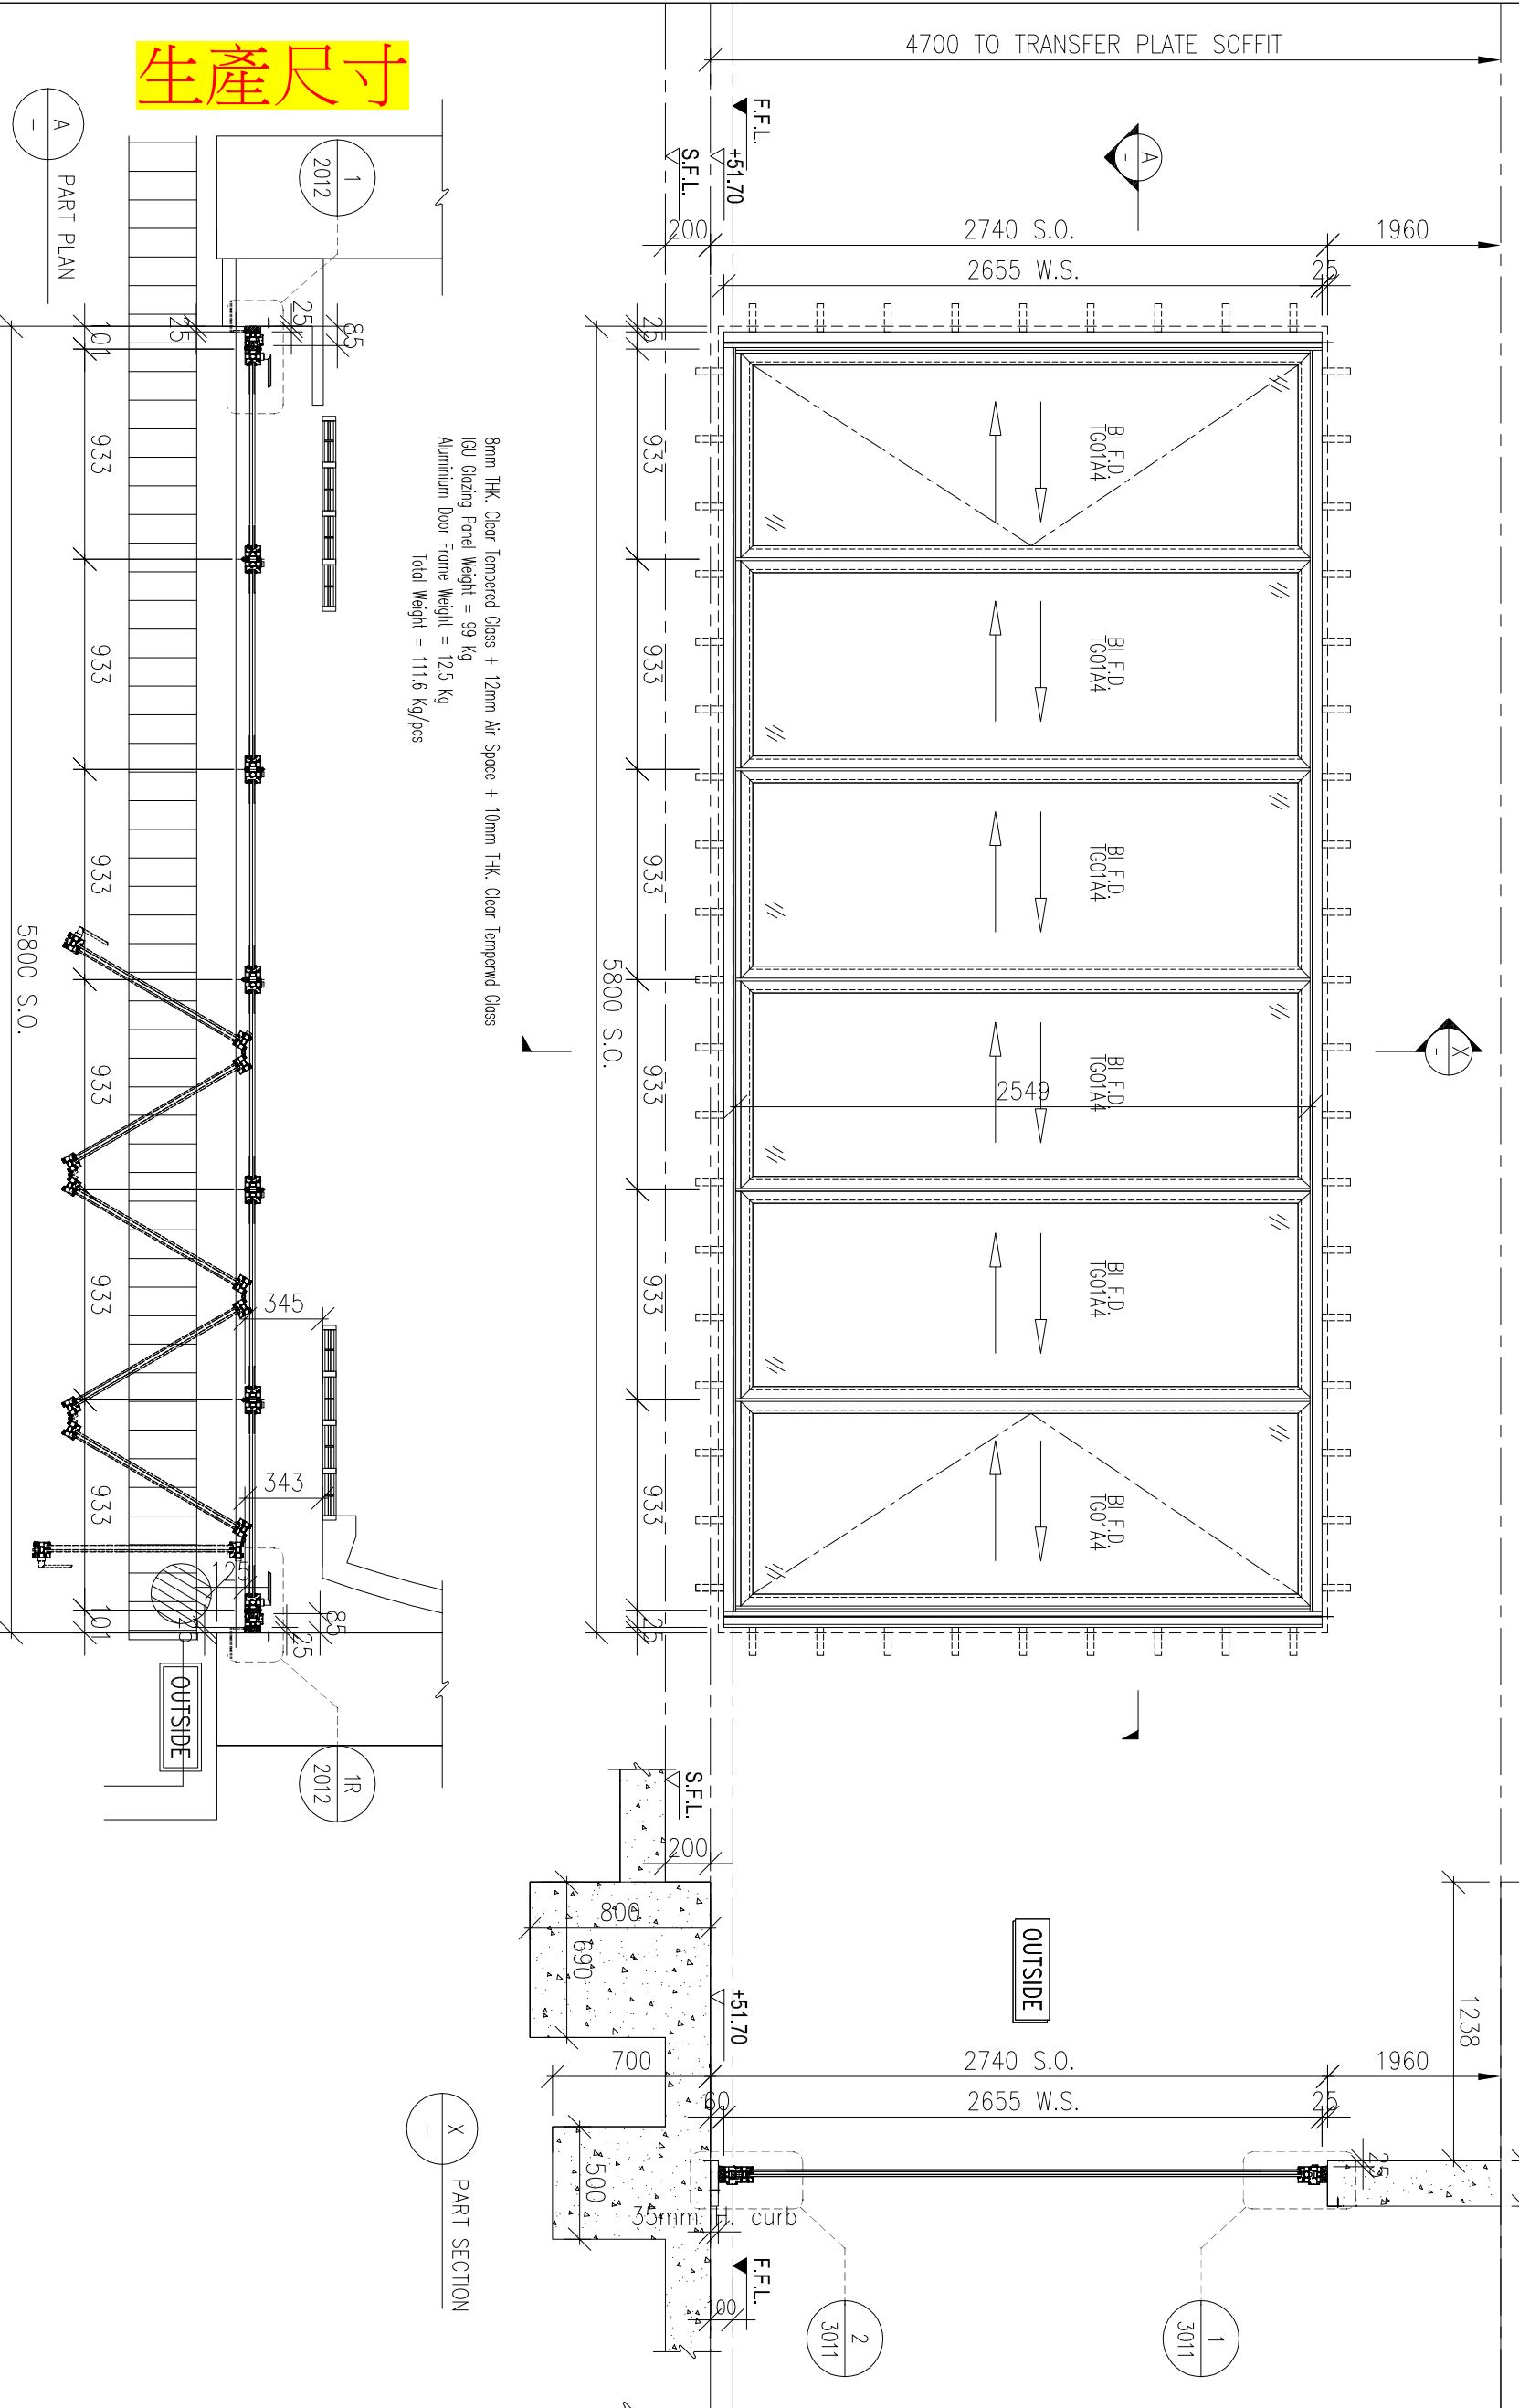 生產尺寸
4700 TO TRANSFER PLATE SOFFIT
F.F.L.
+51.70
S.F.L.
A
-
200
2740 S.O.
1960
2655 W.S.
25
25
933
933
933
933
933
933
25
5800 S.O.
BI F.D.
TG01A4
BI F.D.
TG01A4
BI F.D.
TG01A4
BI F.D.
TG01A4
BI F.D.
TG01A4
BI F.D.
TG01A4
2549
X
-
8mm THK. Clear Tempered Glass + 12mm Air Space + 10mm THK. Clear Temperwd Glass
IGU Glazing Panel Weight = 99 Kg
Aluminium Door Frame Weight = 12.5 Kg
Total Weight = 111.6 Kg/pcs
1
2012
25
85
25
101
933
933
933
933
933
933
101
5800 S.O.
345
343
125
85
25
25
OUTSIDE
1R
2012
A
-
PART PLAN
S.F.L.
200
800
690
+51.70
OUTSIDE
1238
700
2740 S.O.
1960
60
2655 W.S.
25
25
500
35mm H. curb
F.F.L.
100
2
3011
1
3011
X
-
PART SECTION